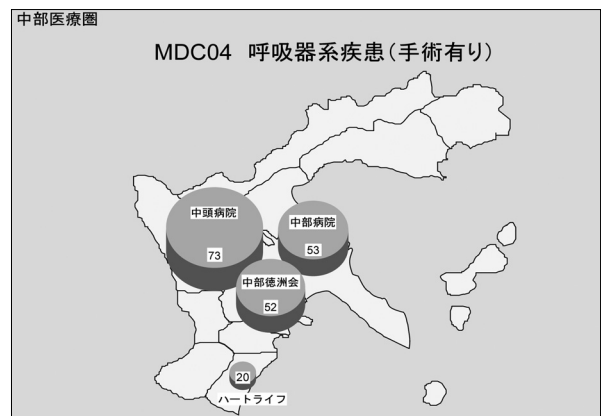 中部医療圏
MDC04 呼吸器系疾患(手術有り)
中頭病院
73
中部病院
53
中部徳洲会
52
20
ハートライフ